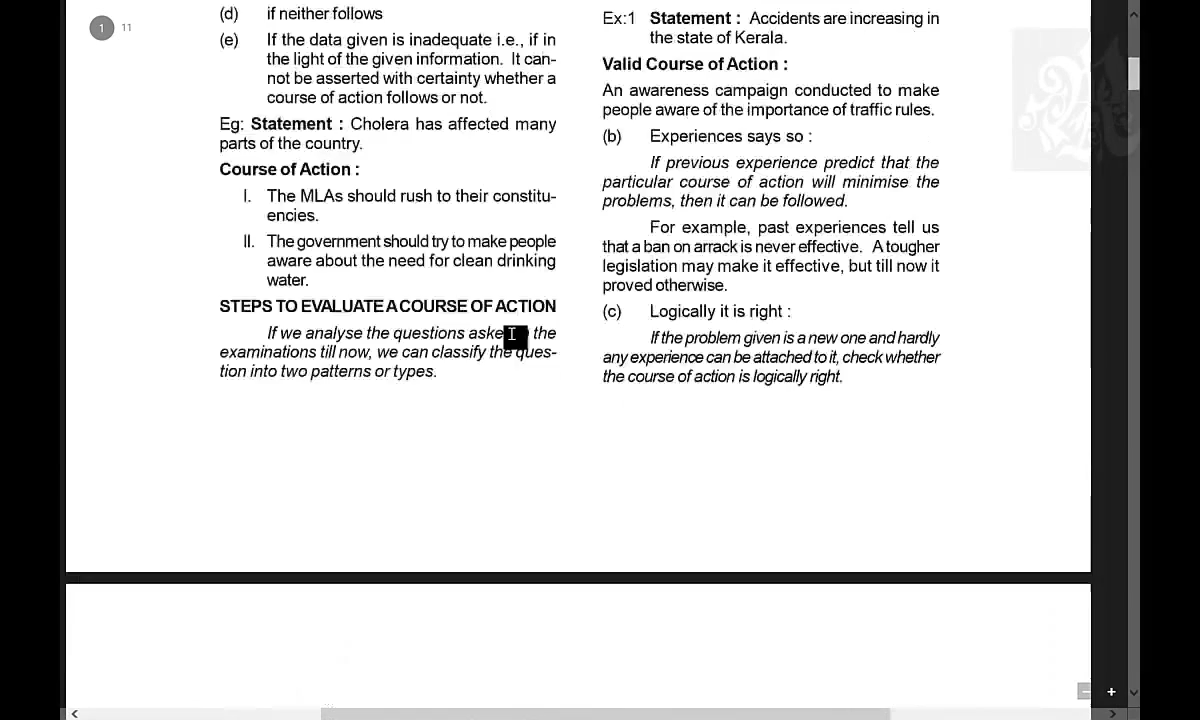 1 11
(d) if neither follows
(e) If the data given is inadequate i.e., if in
the light of the given information. It can-
not be asserted with certainty whether a
course of action follows or not.
Eg: Statement : Cholera has affected many
parts of the country.
Course of Action :
I. The MLAs should rush to their constitu-
encies.
II. The government should try to make people
aware about the need for clean drinking
water.
STEPS TO EVALUATE A COURSE OF ACTION
If we analyse the questions aske the
examinations till now, we can classify the ques-
tion into two patterns or types.
Ex:1 Statement : Accidents are increasing in
the state of Kerala.
Valid Course of Action :
An awareness campaign conducted to make
people aware of the importance of traffic rules.
(b) Experiences says so :
If previous experience predict that the
particular course of action will minimise the
problems, then it can be followed.
For example, past experiences tell us
that a ban on arrack is never effective. A tougher
legislation may make it effective, but till now it
proved otherwise.
(c) Logically it is right :
If the problem given is a new one and hardly
any experience can be attached to it, check whether
the course of action is logically right.